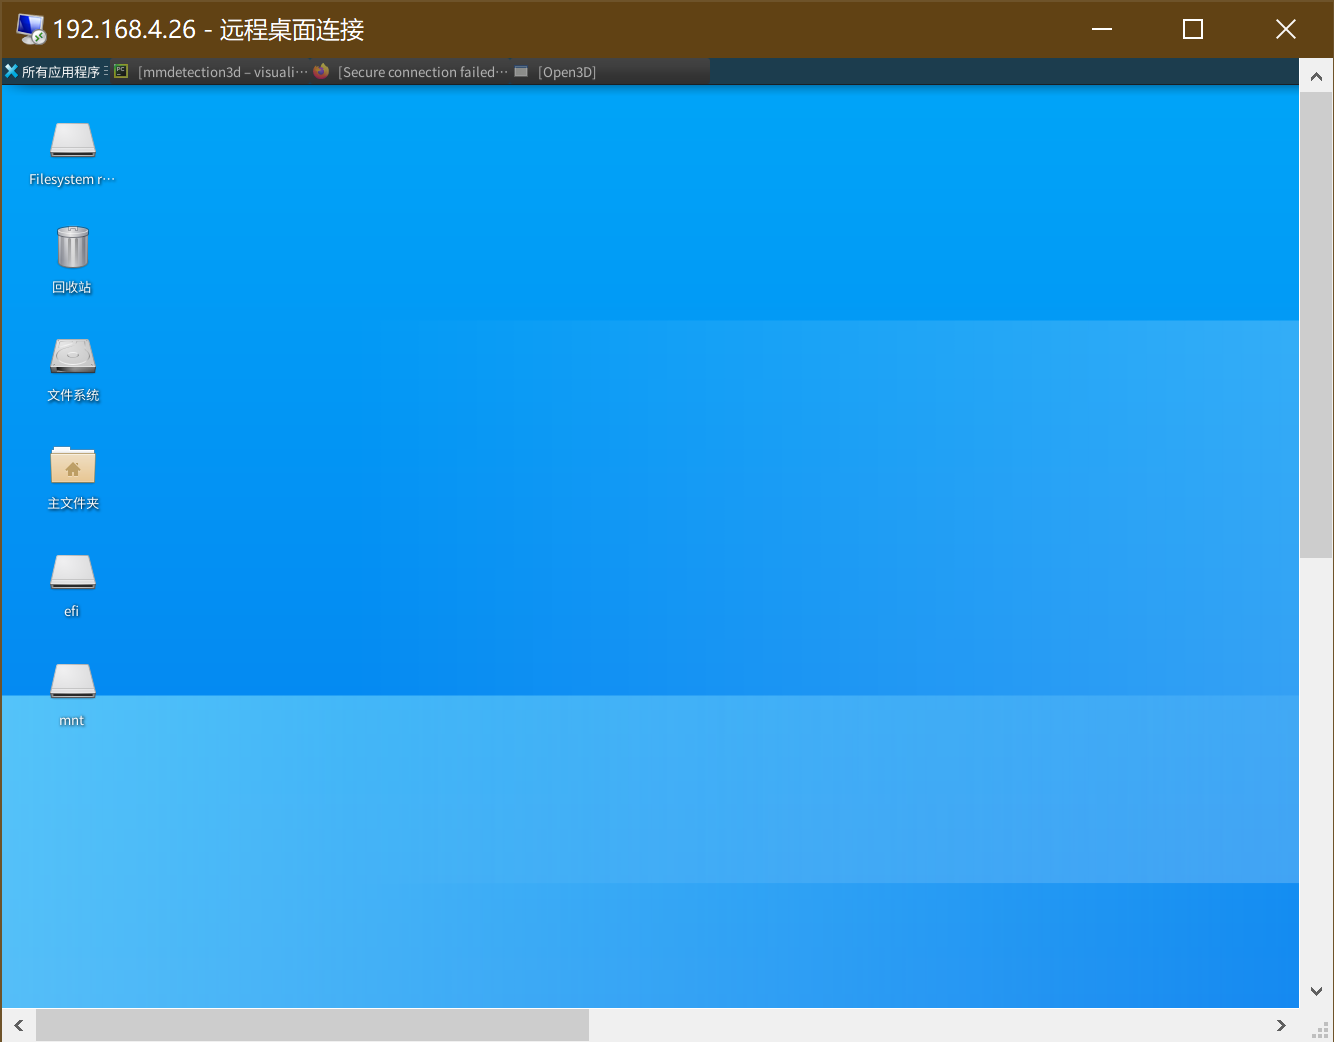 192.168.4.26 - 远程桌面连接
所有应用程序 [mmdetection3d – visuali… [Secure connection failed… [Open3D]
PC
Filesystem r…
回收站
文件系统
主文件夹
efi
mnt